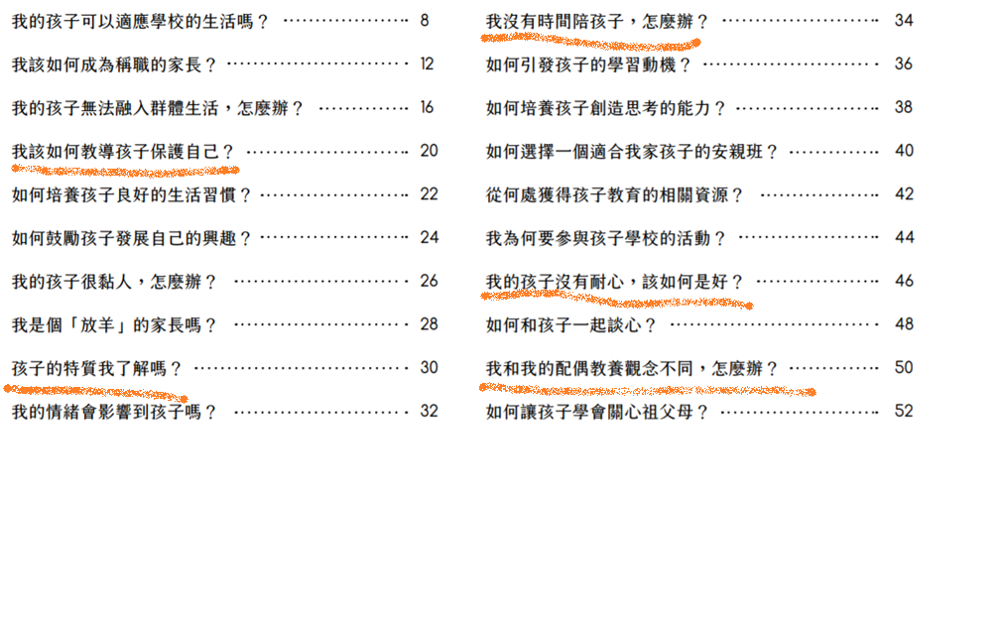 我的孩子可以適應學校的生活嗎？ 8
我該如何成為稱職的家長？ 12
我的孩子無法融入群體生活，怎麼辦？ 16
我該如何教導孩子保護自己？ 20
如何培養孩子良好的生活習慣？ 22
如何鼓勵孩子發展自己的興趣？ 24
我的孩子很黏人，怎麼辦？ 26
我是個「放羊」的家長嗎？ 28
孩子的特質我了解嗎？ 30
我的情緒會影響到孩子嗎？ 32
我沒有時間陪孩子，怎麼辦？ 34
如何引發孩子的學習動機？ 36
如何培養孩子創造思考的能力？ 38
如何選擇一個適合我家孩子的安親班？ 40
從何處獲得孩子教育的相關資源？ 42
我為何要參與孩子學校的活動？ 44
我的孩子沒有耐心，該如何是好？ 46
如何和孩子一起談心？ 48
我和我的配偶教養觀念不同，怎麼辦？ 50
如何讓孩子學會關心祖父母？ 52